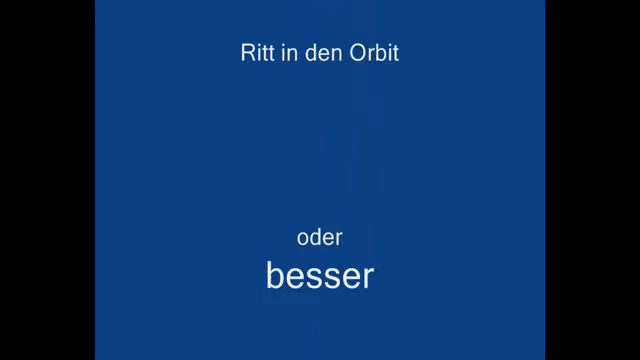 Ritt in den Orbit
oder
besser